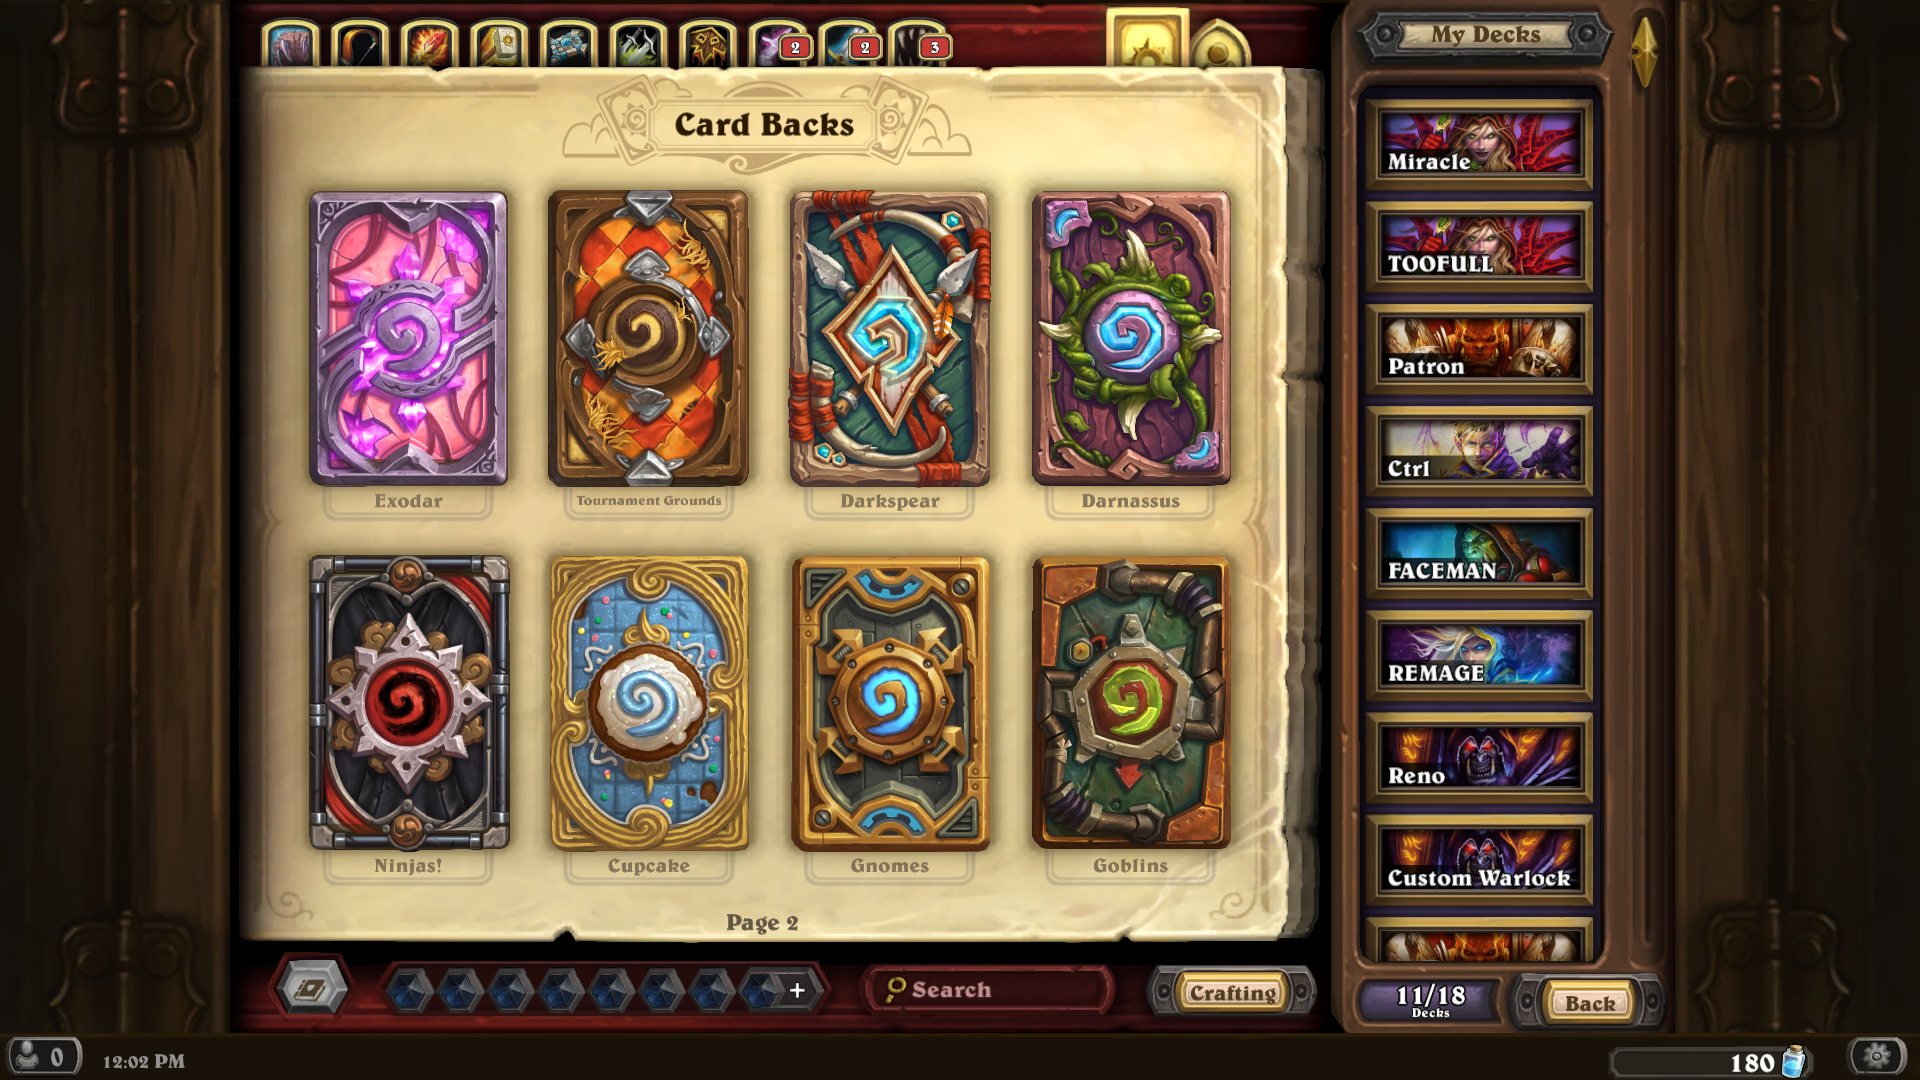 2
2
3
My Decks
Card Backs
Miracle
TOOFULL
Patron
Ctrl
FACEMAN
REMAGE
Reno
Custom Warlock
Exodar
Tournament Grounds
Darkspear
Darnassus
Ninjas!
Cupcake
Gnomes
Goblins
Page 2
+
Search
Crafting
11/18
Decks
Back
0
12:02 PM
180